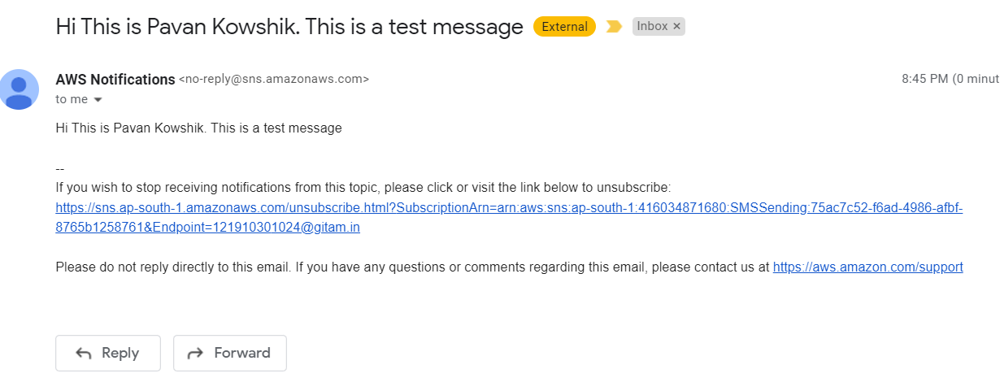 Hi This is Pavan Kowshik. This is a test message External Inbox ×
AWS Notifications <no-reply@sns.amazonaws.com> 8:45 PM (0 minut
to me
Hi This is Pavan Kowshik. This is a test message
--
If you wish to stop receiving notifications from this topic, please click or visit the link below to unsubscribe:
https://sns.ap-south-1.amazonaws.com/unsubscribe.html?SubscriptionArn=arn:aws:sns:ap-south-1:416034871680:SMSSending:75ac7c52-f6ad-4986-afbf-
8765b1258761&Endpoint=121910301024@gitam.in
Please do not reply directly to this email. If you have any questions or comments regarding this email, please contact us at https://aws.amazon.com/support
Reply Forward